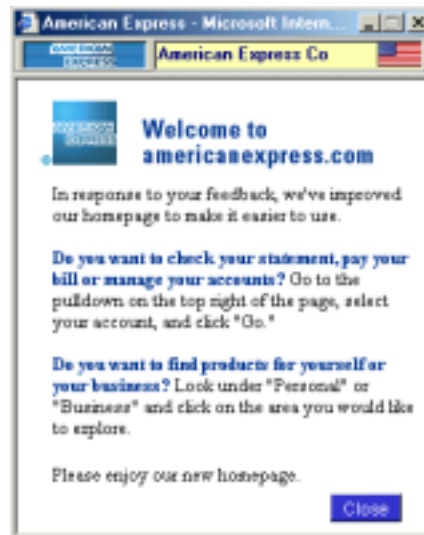 American Express - Microsoft Intern...
AMERICAN EXPRESS
American Express Co
AMERICAN EXPRESS
Welcome to
americanexpress.com
In response to your feedback, we've improved
our homepage to make it easier to use.
Do you want to check your statement, pay your
bill or manage your accounts? Go to the
pulldown on the top right of the page, select
your account, and click "Go."
Do you want to find products for yourself or
your business? Look under "Personal" or
"Business" and click on the area you would like
to explore.
Please enjoy our new homepage.
Close